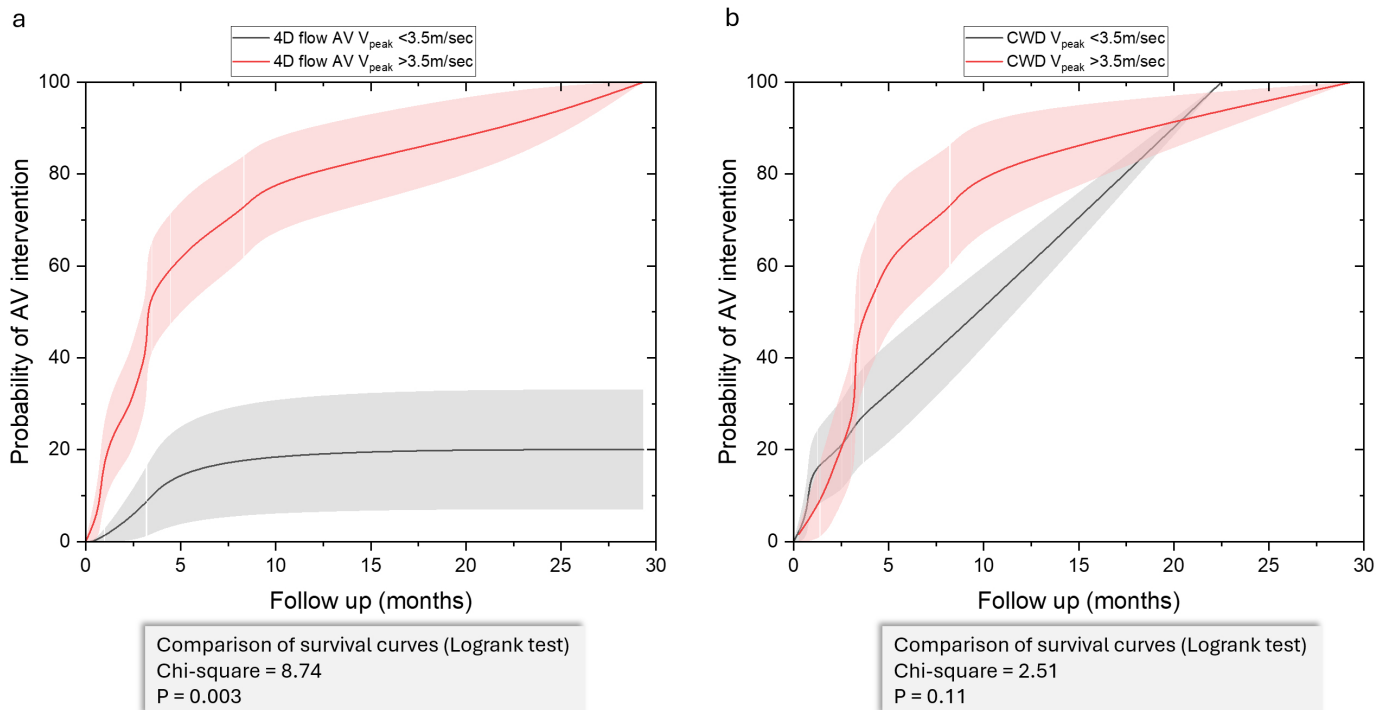 a
4D flow AV Vpeak <3.5m/sec
4D flow AV Vpeak >3.5m/sec
100
80
60
40
20
0
Probability of AV intervention
0 5 10 15 20 25 30
Follow up (months)
Comparison of survival curves (Logrank test)
Chi-square = 8.74
P = 0.003
b
CWD Vpeak <3.5m/sec
CWD Vpeak >3.5m/sec
100
80
60
40
20
0
Probability of AV intervention
0 5 10 15 20 25 30
Follow up (months)
Comparison of survival curves (Logrank test)
Chi-square = 2.51
P = 0.11